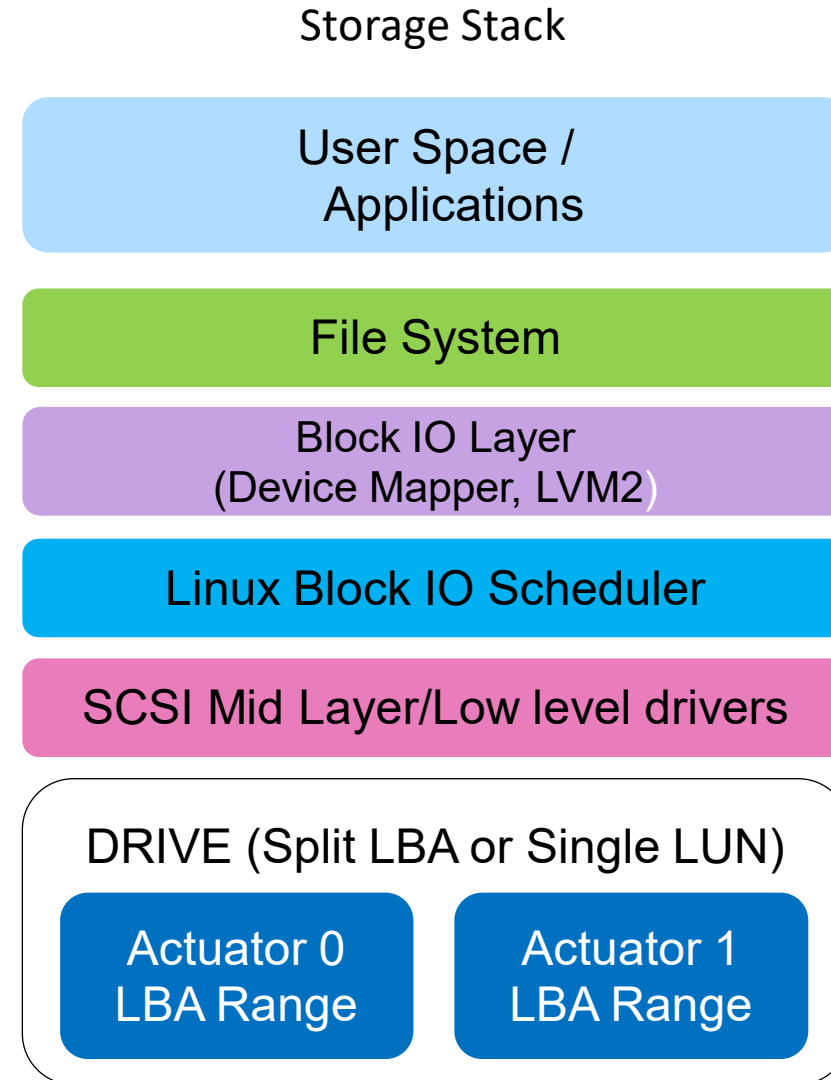 Storage Stack
User Space /
Applications
File System
Block IO Layer
(Device Mapper, LVM2)
Linux Block IO Scheduler
SCSI Mid Layer/Low level drivers
DRIVE (Split LBA or Single LUN)
Actuator 0
LBA Range
Actuator 1
LBA Range